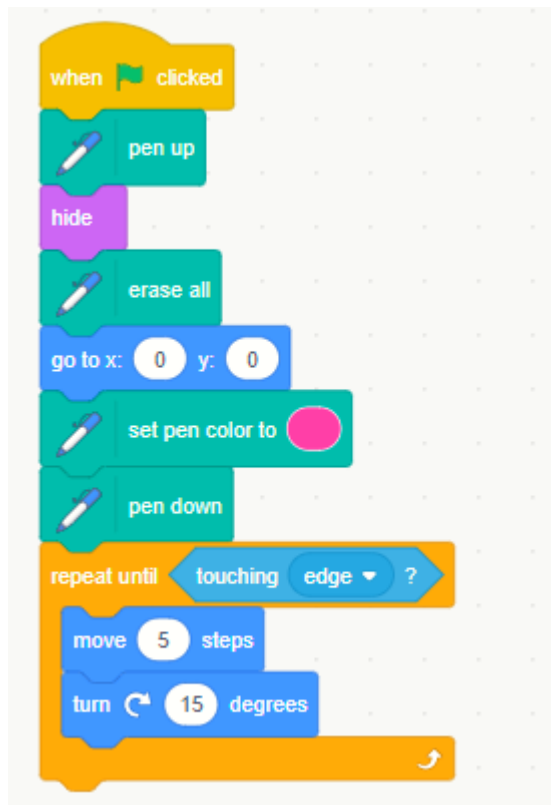 when clicked
pen up
hide
erase all
go to x: 0 y: 0
set pen color to
pen down
repeat until touching edge ?
move 5 steps
turn 15 degrees